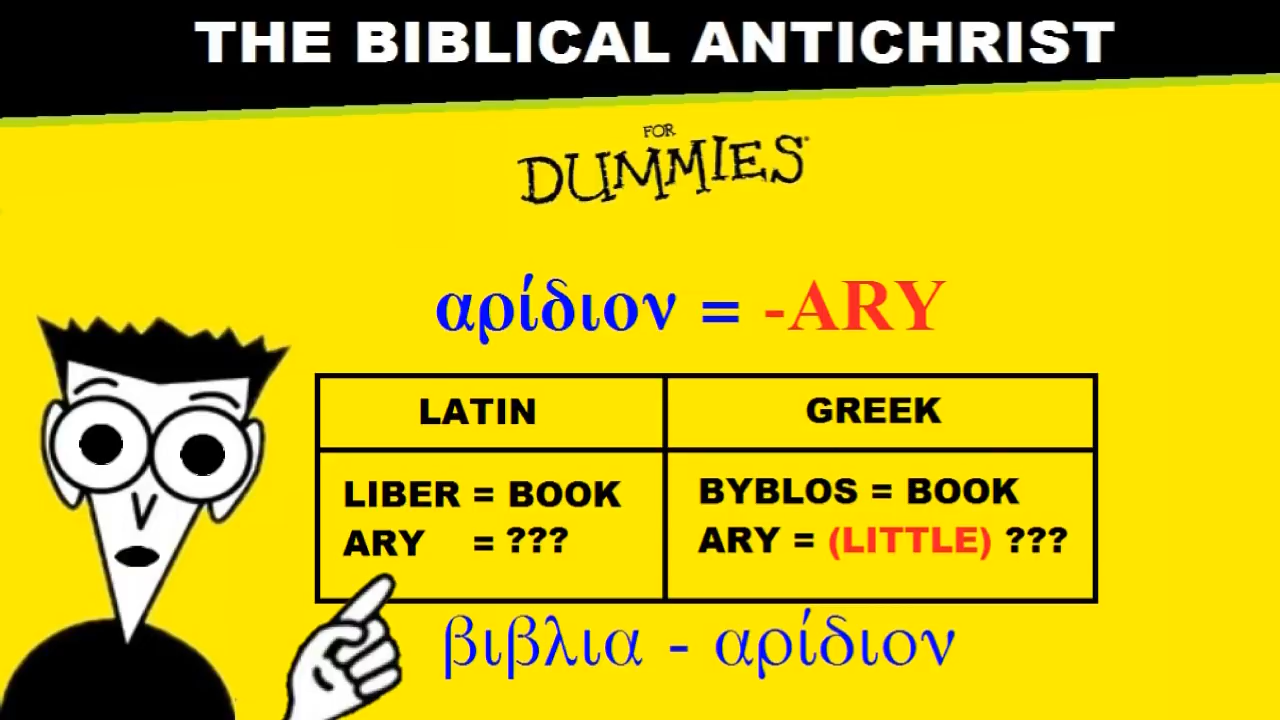 THE BIBLICAL ANTICHRIST
FOR
DUMMIES
αρίδιον = -ARY
LATIN GREEK
LIBER = BOOK BYBLOS = BOOK
ARY = ??? ARY = (LITTLE) ???
βιβλια - αρίδιον